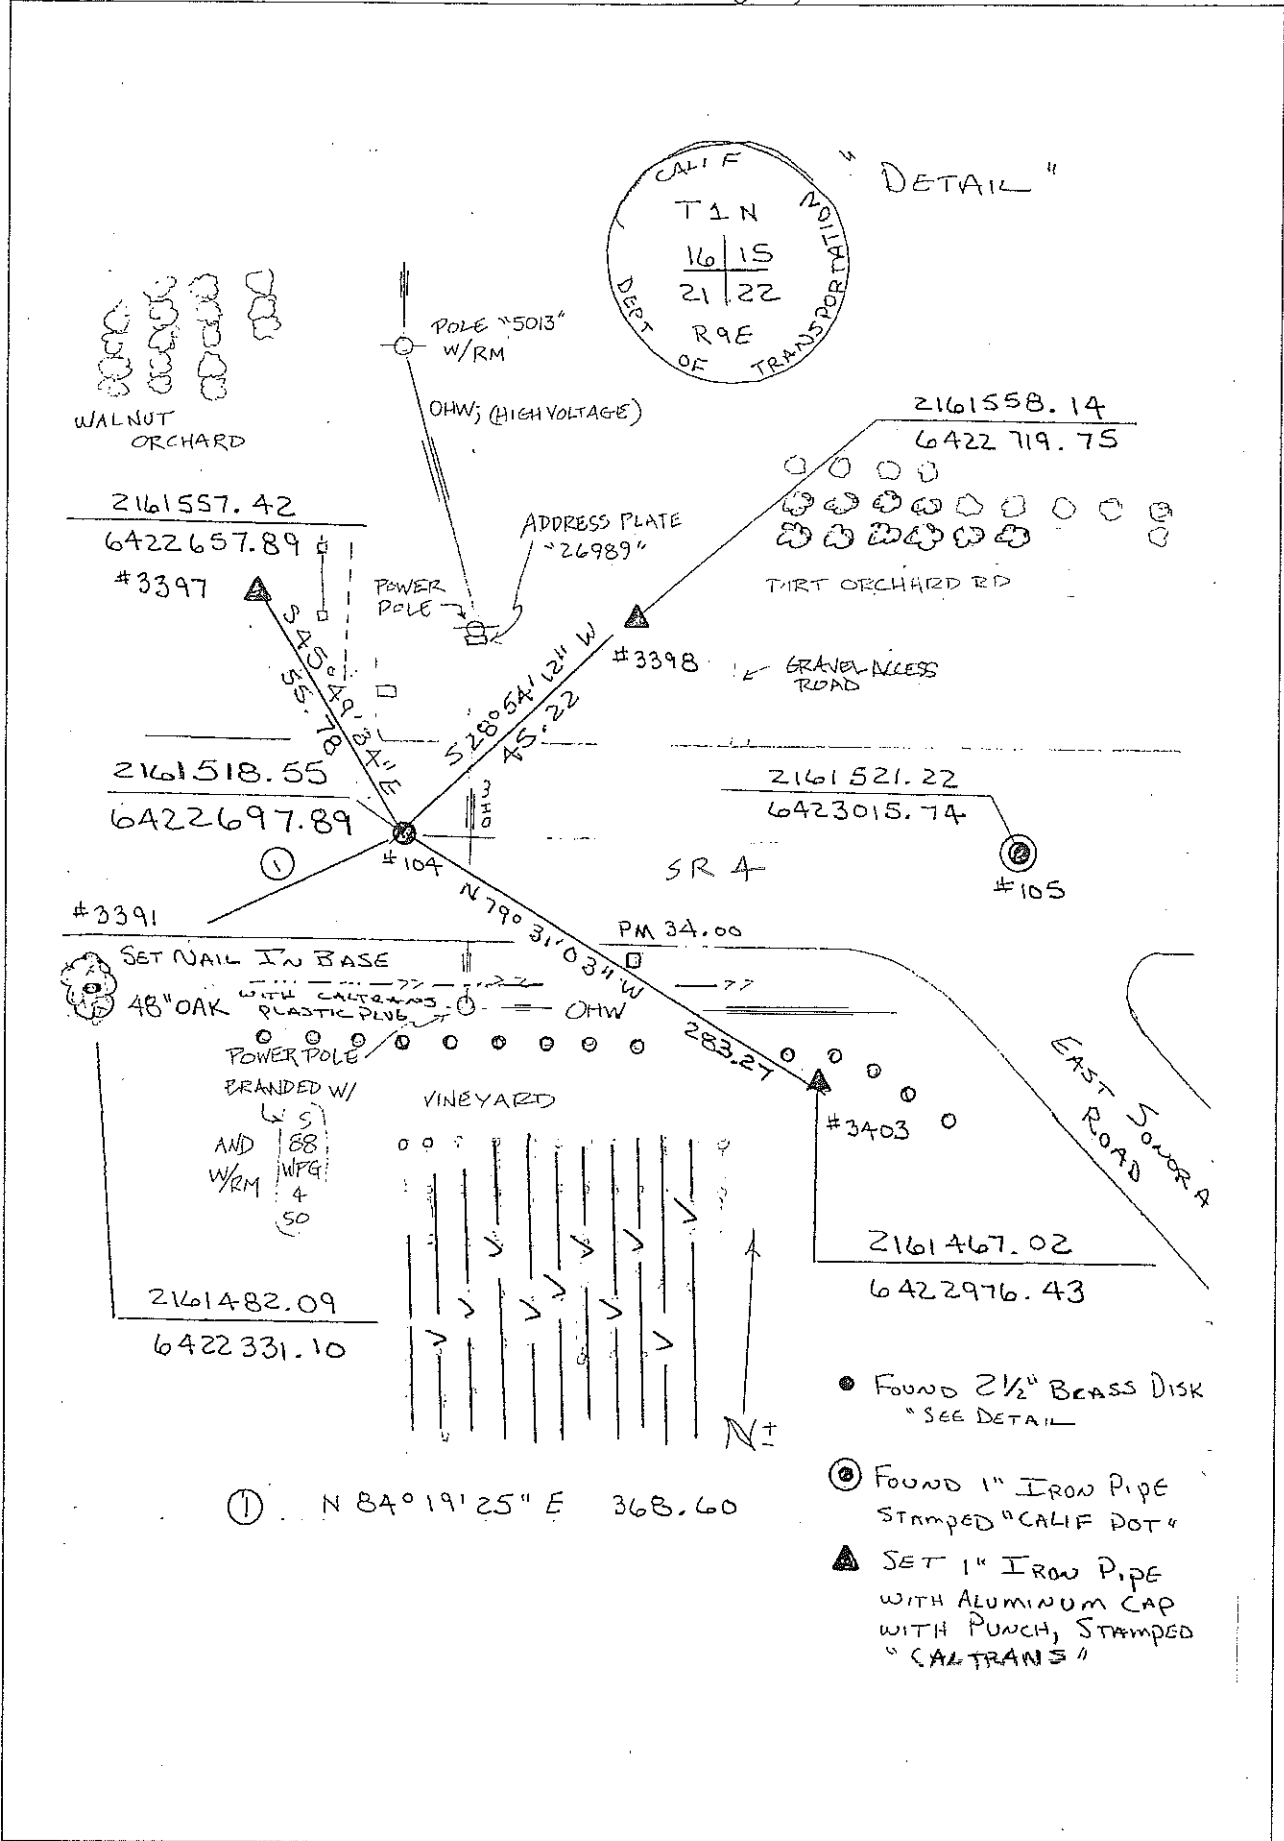 "DETAIL"
CALIF
DEPT OF TRANSPORTATION
T1N
16 | 15
21 | 22
R9E
POLE "5013"
W/RM
OHW; (HIGH VOLTAGE)
WALNUT
ORCHARD
2161558.14
6422719.75
2161557.42
6422657.89
#3397
ADDRESS PLATE
"26989"
POWER
POLE
ORCHARD RD
#3398
GRAVEL ACCESS
ROAD
S 45° 49' 34" E
55.78
S 28° 54' 12" W
45.22
2161518.55
6422697.89
#104
OHW
2161521.22
6423015.74
#105
SR 4
1
#3391
N 79° 31' 03" W
283.27
PM 34.00
SET NAIL IN BASE
WITH CALTRANS
PLASTIC PLUG
48" OAK
OHW
POWER POLE
BRANDED W/
S
68
WPG
4
50
AND
W/RM
VINEYARD
#3403
EAST SONORA
ROAD
2161467.02
6422976.43
2161482.09
6422331.10
N±
1 N 84° 19' 25" E 368.60
FOUND 2½" BRASS DISK
"SEE DETAIL
FOUND 1" IRON PIPE
STAMPED "CALIF DOT"
SET 1" IRON PIPE
WITH ALUMINUM CAP
WITH PUNCH, STAMPED
"CALTRANS"